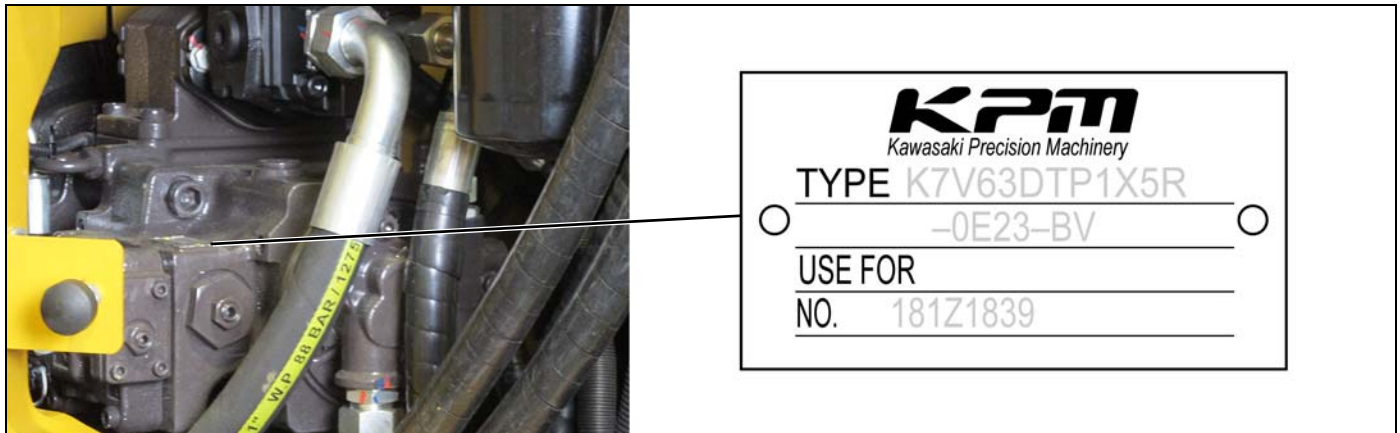 1" W.P 88 BAR / 1275
KPM
Kawasaki Precision Machinery
TYPE K7V63DTP1X5R
–0E23–BV
USE FOR
NO. 181Z1839